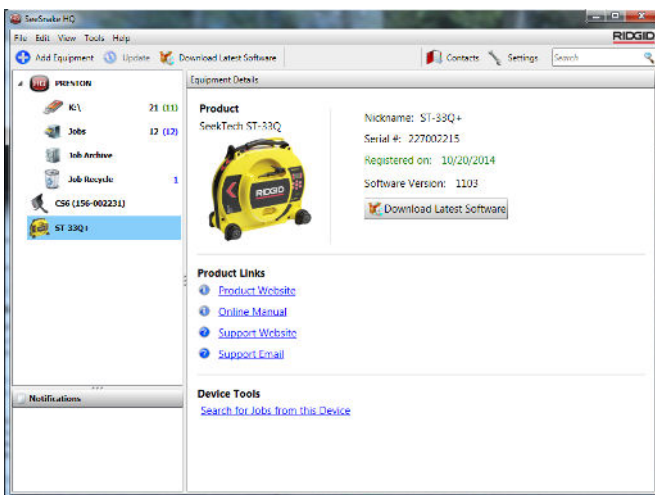 SeeSnake HQ
File Edit View Tools Help
RIDGID
Add Equipment Update Download Latest Software Contacts Settings Search
HQ PRESTON
K:\ 21 (11)
Jobs 12 (12)
Job Archive
Job Recycle 1
CS6 (156-002231)
ST-33Q+
Notifications
Equipment Details
Product
SeekTech ST-33Q
RIDGID
Nickname: ST-33Q+
Serial #: 227002215
Registered on: 10/20/2014
Software Version: 1103
Download Latest Software
Product Links
Product Website
Online Manual
Support Website
Support Email
Device Tools
Search for Jobs from this Device